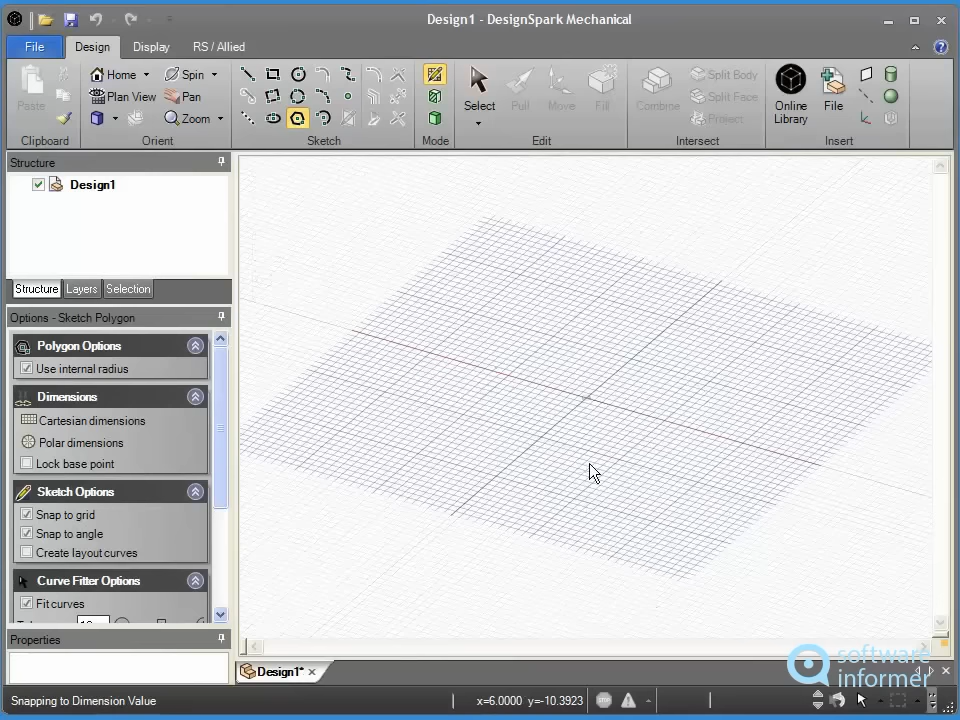 Design1 - DesignSpark Mechanical
File
Design
Display
RS / Allied
Paste
Home
Spin
Plan View
Pan
Zoom
Select
Pull
Move
Fill
Combine
Split Body
Split Face
Project
Online
Library
File
Clipboard
Orient
Sketch
Mode
Edit
Intersect
Insert
Structure
Design1
Structure
Layers
Selection
Options - Sketch Polygon
Polygon Options
Use internal radius
Dimensions
Cartesian dimensions
Polar dimensions
Lock base point
Sketch Options
Snap to grid
Snap to angle
Create layout curves
Curve Fitter Options
Fit curves
Properties
Design1*
software
informer
Snapping to Dimension Value
x=6.0000 y=-10.3923